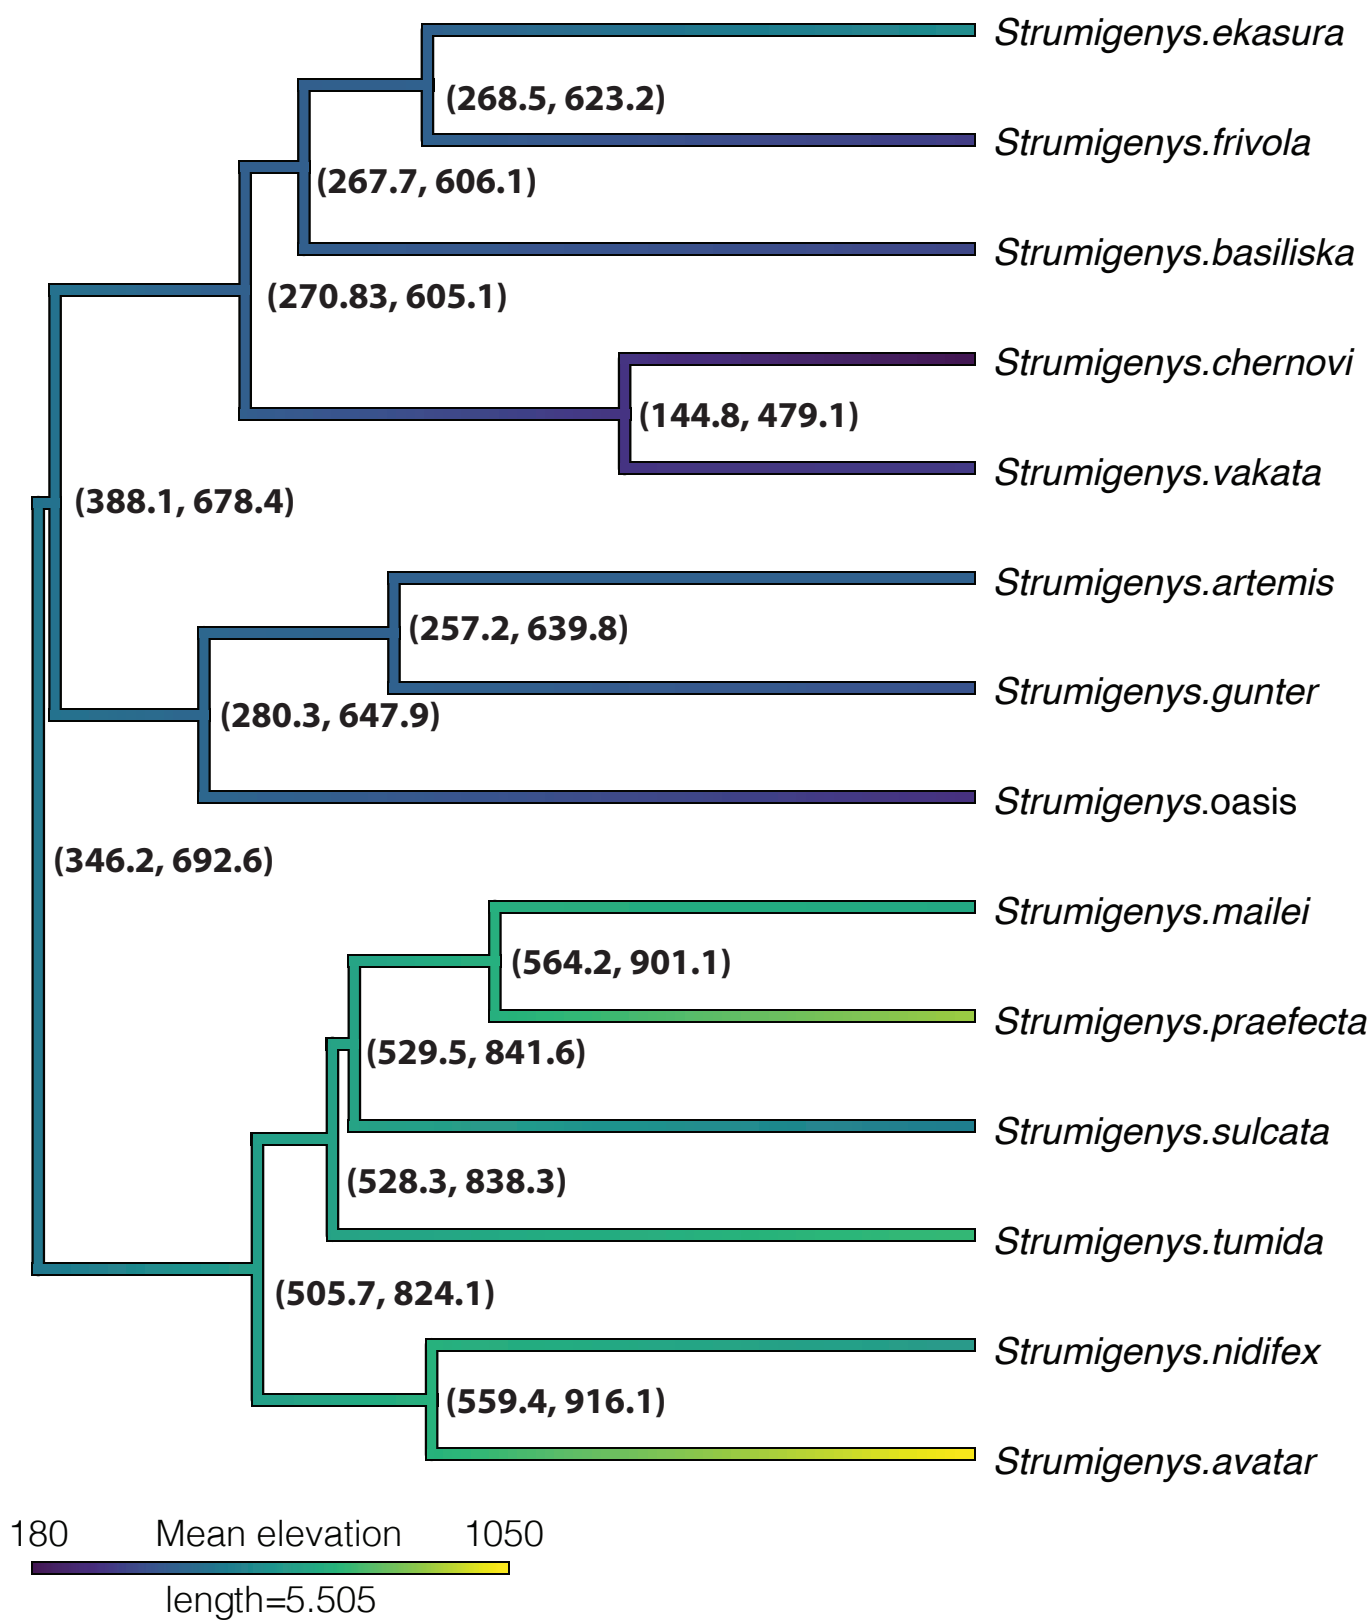 Strumigenys.ekasura
(268.5, 623.2)
Strumigenys.frivola
(267.7, 606.1)
Strumigenys.basiliska
(270.83, 605.1)
Strumigenys.chernovi
(144.8, 479.1)
Strumigenys.vakata
(388.1, 678.4)
Strumigenys.artemis
(257.2, 639.8)
Strumigenys.gunter
(280.3, 647.9)
Strumigenys.oasis
(346.2, 692.6)
Strumigenys.mailei
(564.2, 901.1)
Strumigenys.praefecta
(529.5, 841.6)
Strumigenys.sulcata
(528.3, 838.3)
Strumigenys.tumida
(505.7, 824.1)
Strumigenys.nidifex
(559.4, 916.1)
Strumigenys.avatar
180 Mean elevation 1050
length=5.505